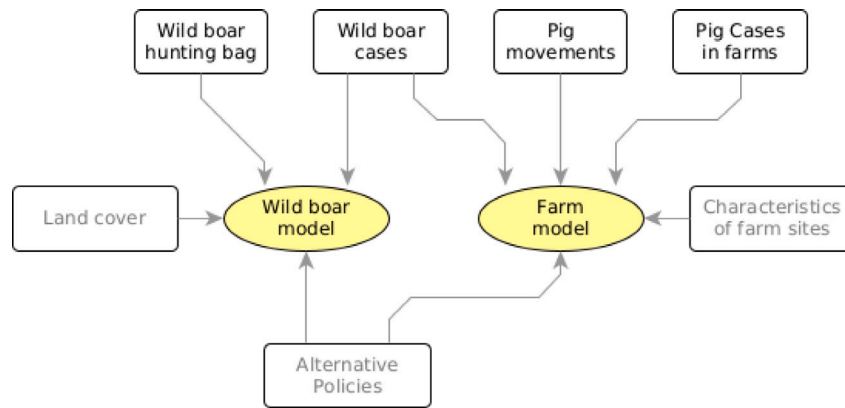 Wild boar
hunting bag
Wild boar
cases
Pig
movements
Pig Cases
in farms
Land cover
Wild boar
model
Farm
model
Characteristics
of farm sites
Alternative
Policies